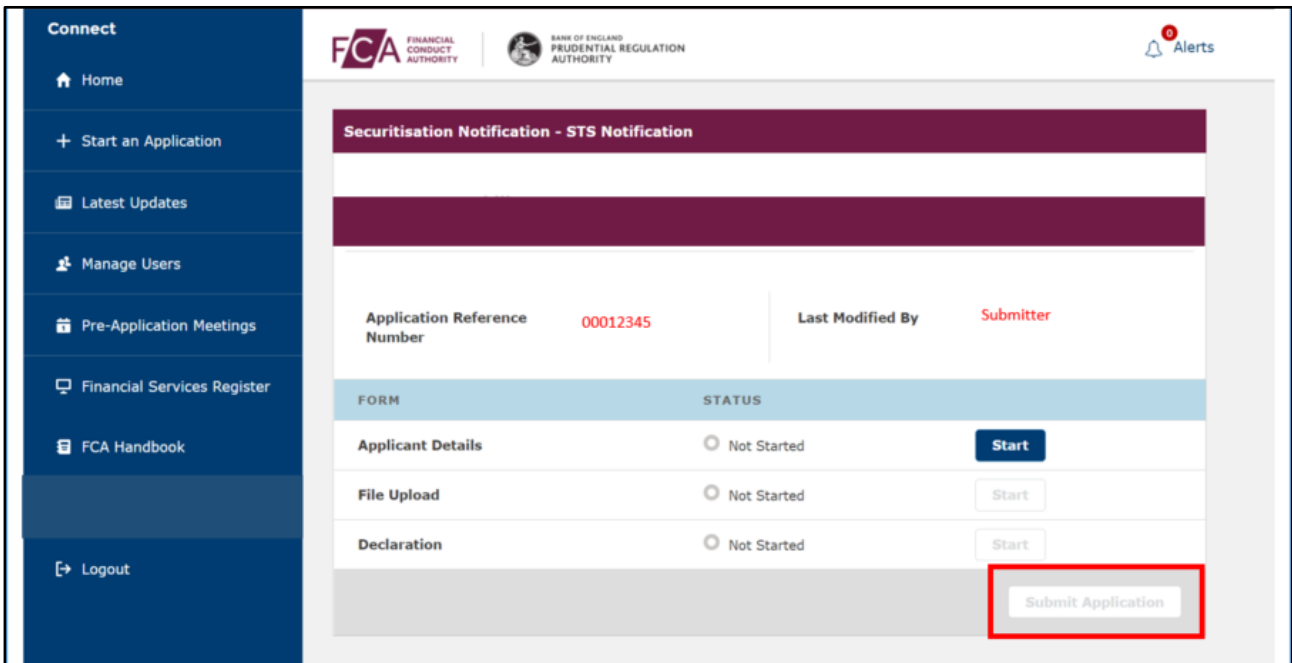 Connect
Home
Start an Application
Latest Updates
Manage Users
Pre-Application Meetings
Financial Services Register
FCA Handbook
Logout
FCA FINANCIAL
CONDUCT
AUTHORITY
BANK OF ENGLAND
PRUDENTIAL REGULATION
AUTHORITY
0
Alerts
Securitisation Notification - STS Notification
Application Reference
Number
00012345
Last Modified By
Submitter
FORM STATUS
Applicant Details Not Started Start
File Upload Not Started Start
Declaration Not Started Start
Submit Application